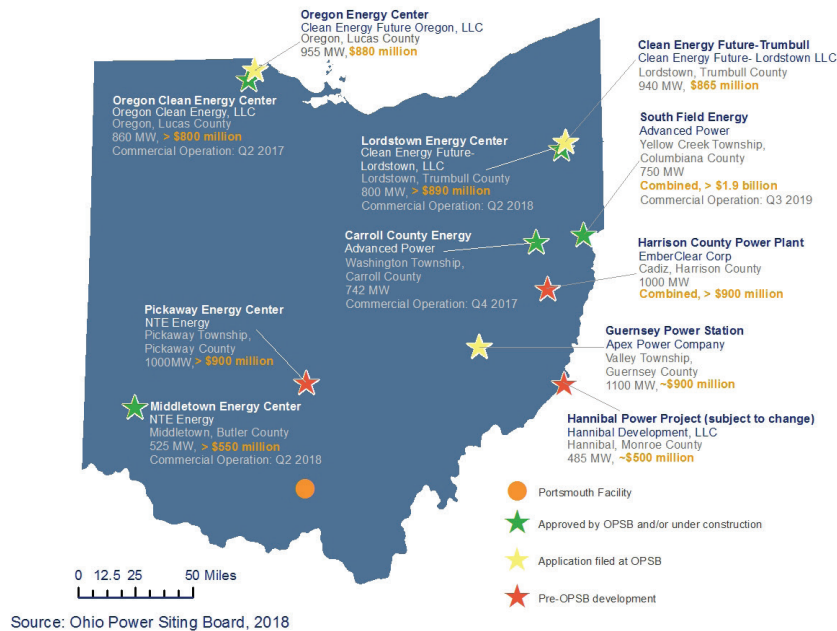 Oregon Energy Center
Clean Energy Future Oregon, LLC
Oregon, Lucas County
955 MW, $880 million
Clean Energy Future-Trumbull
Clean Energy Future- Lordstown LLC
Lordstown, Trumbull County
940 MW, $865 million
Oregon Clean Energy Center
Oregon Clean Energy, LLC
Oregon, Lucas County
860 MW, > $800 million
Commercial Operation: Q2 2017
South Field Energy
Advanced Power
Yellow Creek Township,
Columbiana County
750 MW
Combined, > $1.9 billion
Commercial Operation: Q3 2019
Lordstown Energy Center
Clean Energy Future-
Lordstown, LLC
Lordstown, Trumbull County
800 MW, > $890 million
Commercial Operation: Q2 2018
Carroll County Energy
Advanced Power
Washington Township,
Carroll County
742 MW
Commercial Operation: Q4 2017
Harrison County Power Plant
EmberClear Corp
Cadiz, Harrison County
1000 MW
Combined, > $900 million
Pickaway Energy Center
NTE Energy
Pickaway Township,
Pickaway County
1000MW, > $900 million
Guernsey Power Station
Apex Power Company
Valley Township,
Guernsey County
1100 MW, ~$900 million
Middletown Energy Center
NTE Energy
Middletown, Butler County
525 MW, > $550 million
Commercial Operation: Q2 2018
Hannibal Power Project (subject to change)
Hannibal Development, LLC
Hannibal, Monroe County
485 MW, ~$500 million
Portsmouth Facility
Approved by OPSB and/or under construction
Application filed at OPSB
Pre-OPSB development
0 12.5 25 50 Miles
Source: Ohio Power Siting Board, 2018